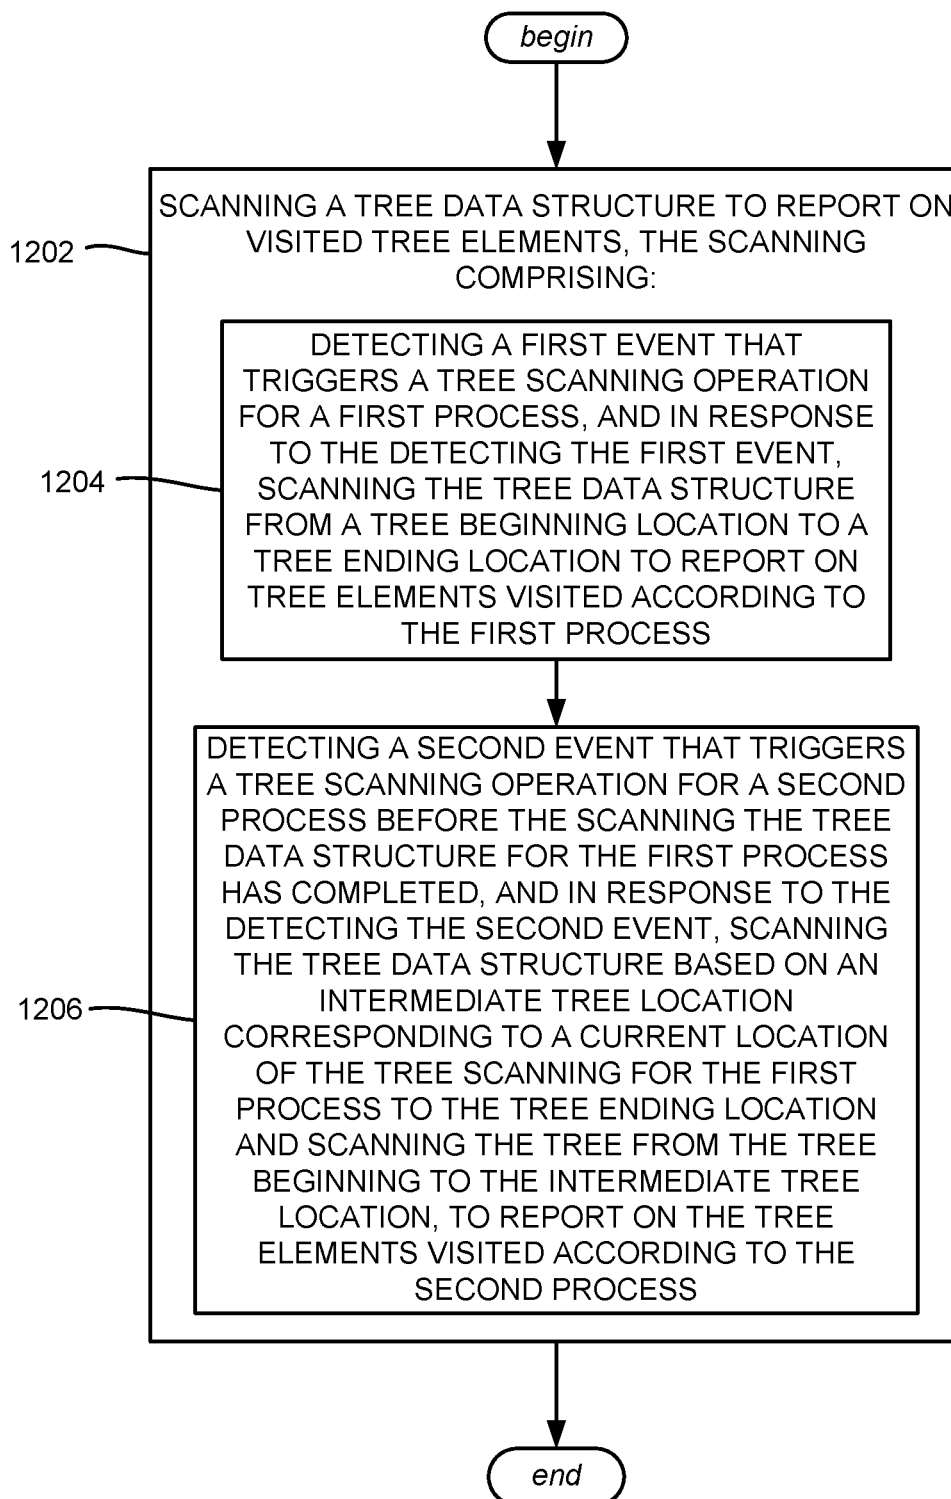 begin
SCANNING A TREE DATA STRUCTURE TO REPORT ON
VISITED TREE ELEMENTS, THE SCANNING
COMPRISING:
1202
DETECTING A FIRST EVENT THAT
TRIGGERS A TREE SCANNING OPERATION
FOR A FIRST PROCESS, AND IN RESPONSE
TO THE DETECTING THE FIRST EVENT,
SCANNING THE TREE DATA STRUCTURE
FROM A TREE BEGINNING LOCATION TO A
TREE ENDING LOCATION TO REPORT ON
TREE ELEMENTS VISITED ACCORDING TO
THE FIRST PROCESS
1204
DETECTING A SECOND EVENT THAT TRIGGERS
A TREE SCANNING OPERATION FOR A SECOND
PROCESS BEFORE THE SCANNING THE TREE
DATA STRUCTURE FOR THE FIRST PROCESS
HAS COMPLETED, AND IN RESPONSE TO THE
DETECTING THE SECOND EVENT, SCANNING
THE TREE DATA STRUCTURE BASED ON AN
INTERMEDIATE TREE LOCATION
CORRESPONDING TO A CURRENT LOCATION
OF THE TREE SCANNING FOR THE FIRST
PROCESS TO THE TREE ENDING LOCATION
AND SCANNING THE TREE FROM THE TREE
BEGINNING TO THE INTERMEDIATE TREE
LOCATION, TO REPORT ON THE TREE
ELEMENTS VISITED ACCORDING TO THE
SECOND PROCESS
1206
end